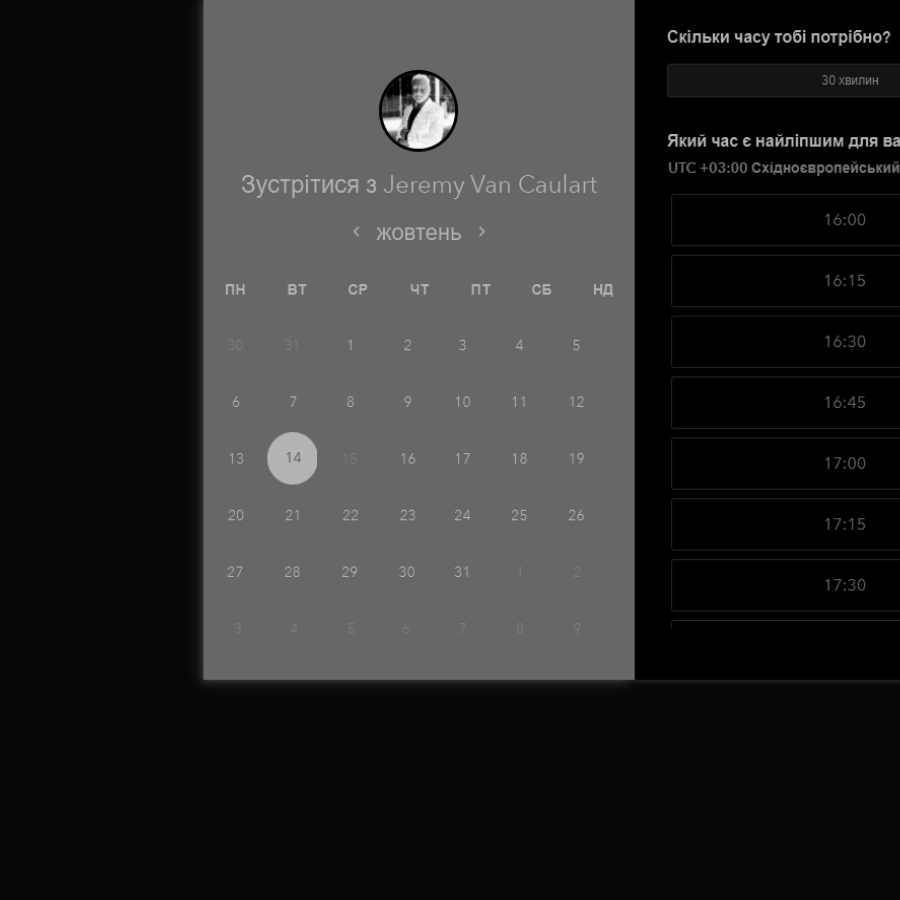 Зустрітися з Jeremy Van Caulart
‹ жовтень ›
ПН ВТ СР ЧТ ПТ СБ НД
30 31 1 2 3 4 5
6 7 8 9 10 11 12
13 14 15 16 17 18 19
20 21 22 23 24 25 26
27 28 29 30 31 1 2
3 4 5 6 7 8 9
Скільки часу тобі потрібно?
30 хвилин
Який час є найліпшим для ва
UTC +03:00 Східноєвропейський
16:00
16:15
16:30
16:45
17:00
17:15
17:30